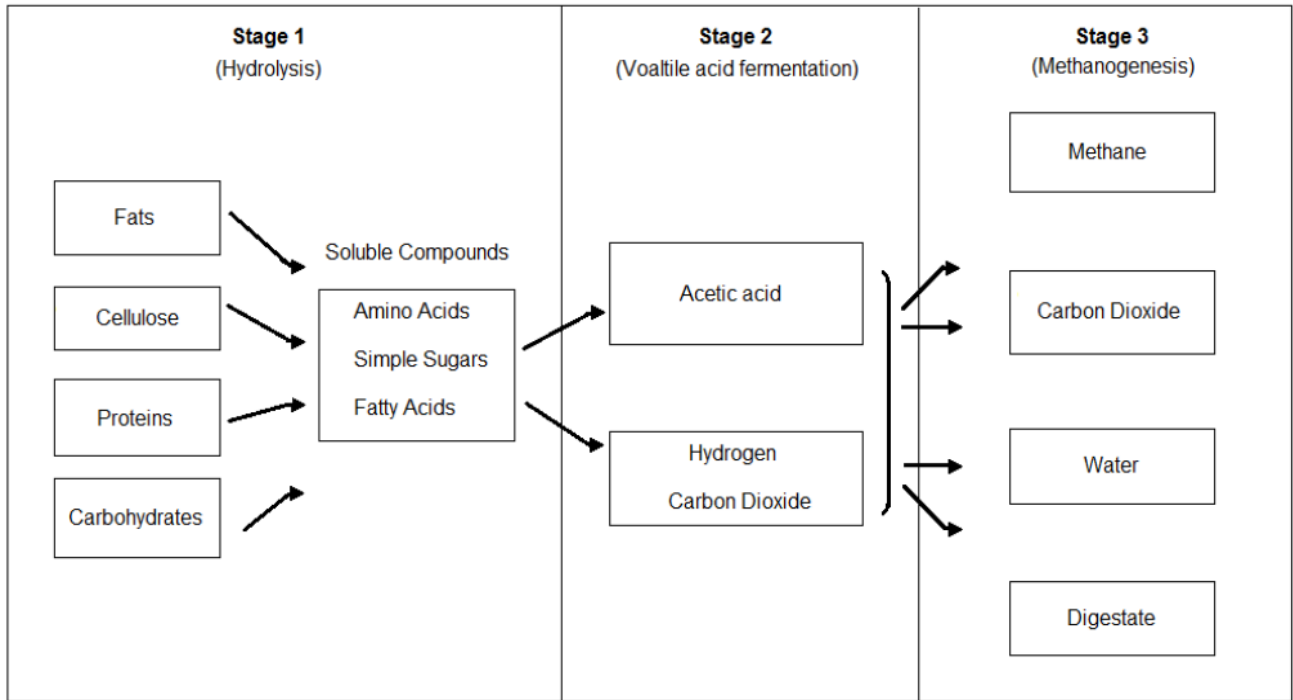 Stage 1
(Hydrolysis)
Fats
Cellulose
Proteins
Carbohydrates
Soluble Compounds
Amino Acids
Simple Sugars
Fatty Acids
Stage 2
(Voaltile acid fermentation)
Acetic acid
Hydrogen
Carbon Dioxide
Stage 3
(Methanogenesis)
Methane
Carbon Dioxide
Water
Digestate